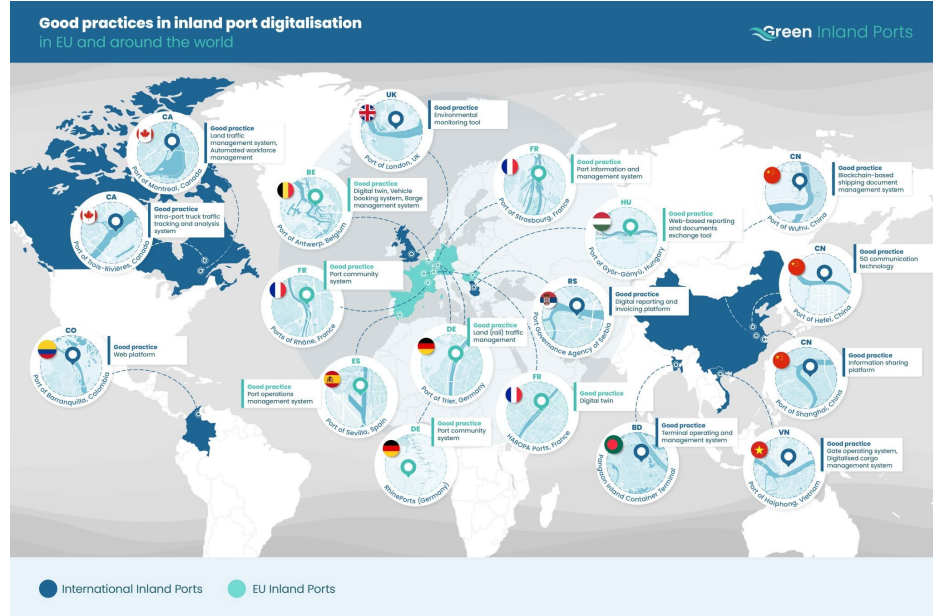 Good practices in inland port digitalisation
in EU and around the world
Green Inland Ports
CA
Port of Montreal, Canada
Good practice
Land traffic
management system,
Automated workforce
management
CA
Port of Trois-Rivières, Canada
Good practice
Intra-port truck traffic
tracking and analysis
system
UK
Port of London, UK
Good practice
Environmental
monitoring tool
BE
Port of Antwerp, Belgium
Good practice
Digital twin, Vehicle
booking system, Barge
management system
FR
Port of Strasbourg, France
Good practice
Port information and
management system
HU
Port of Győr-Gönyű, Hungary
Good practice
Web-based reporting
and documents
exchange tool
CN
Port of Wuhu, China
Good practice
Blockchain-based
shipping document
management system
CN
Port of Hefei, China
Good practice
5G communication
technology
FR
Ports of Rhône, France
Good practice
Port community
system
RS
Port Governance Agency of Serbia
Good practice
Digital reporting and
invoicing platform
CO
Port of Barranquilla, Colombia
Good practice
Web platform
DE
Port of Trier, Germany
Good practice
Land (rail) traffic
management
CN
Port of Shanghai, China
Good practice
Information sharing
platform
ES
Port of Sevilla, Spain
Good practice
Port operations
management system
FR
HAROPA Ports, France
Good practice
Digital twin
DE
RhinePorts (Germany)
Good practice
Port community
system
BD
Pangaon Inland Container Terminal
Good practice
Terminal operating and
management system
VN
Port of Haiphong, Vietnam
Good practice
Gate operating system,
Digitalised cargo
management system
International Inland Ports
EU Inland Ports